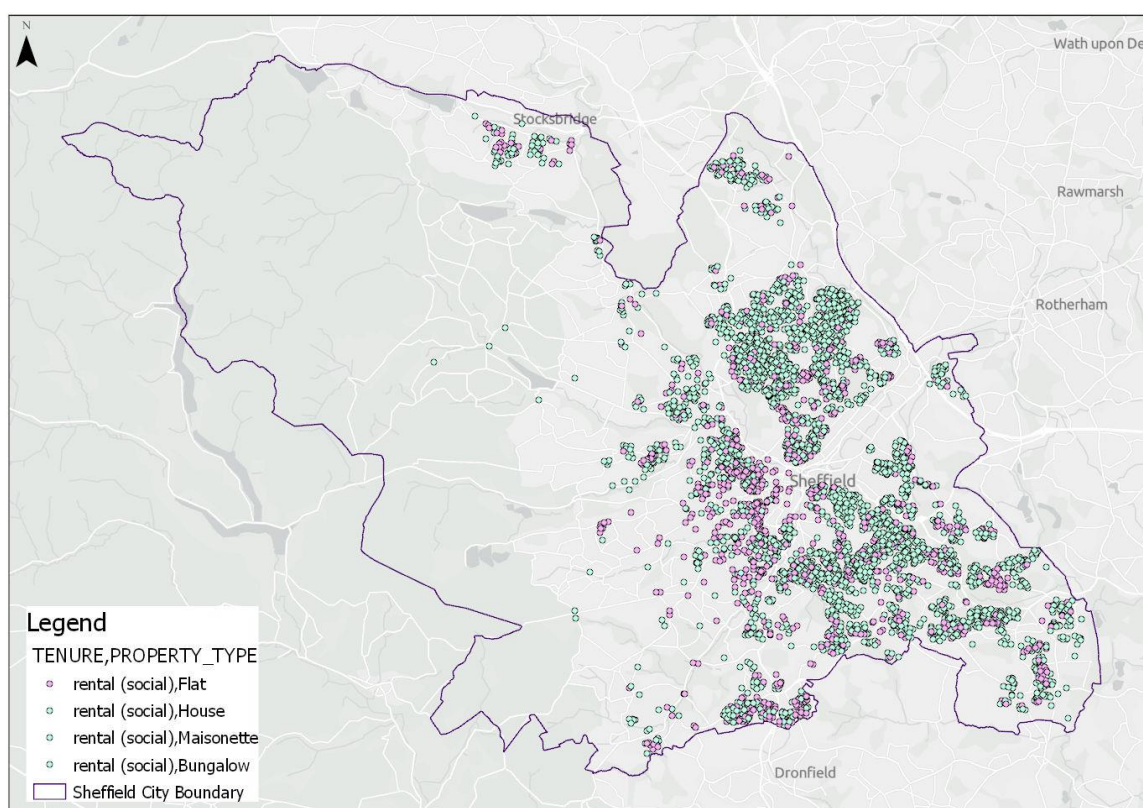 N
Wath upon De
Stocksbridge
Rawmarsh
Rotherham
Sheffield
Dronfield
Legend
TENURE,PROPERTY_TYPE
rental (social),Flat
rental (social),House
rental (social),Maisonette
rental (social),Bungalow
Sheffield City Boundary